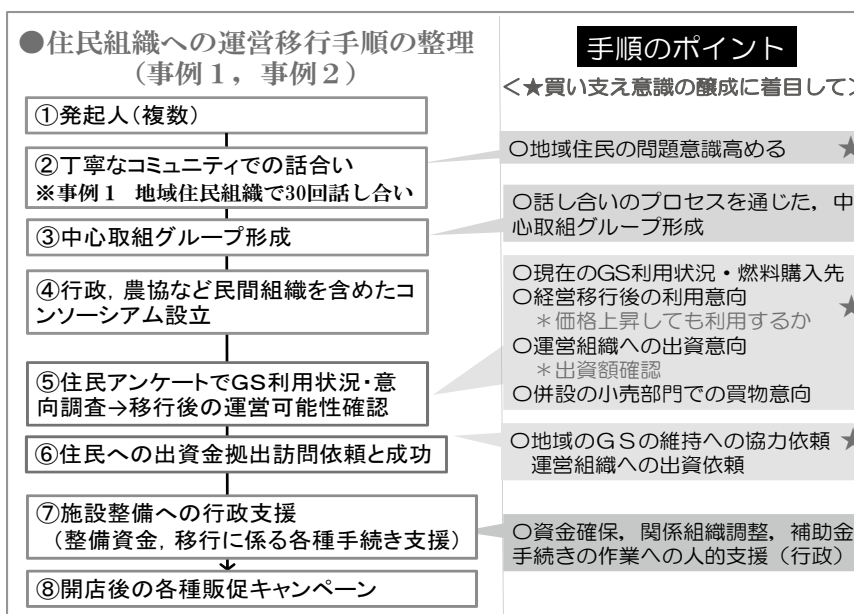 ●住民組織への運営移行手順の整理
（事例１，事例２）
①発起人（複数）
②丁寧なコミュニティでの話合い
※事例１　地域住民組織で30回話し合い
③中心取組グループ形成
④行政，農協など民間組織を含めたコ
ンソーシアム設立
⑤住民アンケートでGS利用状況・意
向調査→移行後の運営可能性確認
⑥住民への出資金拠出訪問依頼と成功
⑦施設整備への行政支援
（整備資金，移行に係る各種手続き支援）
⑧開店後の各種販促キャンペーン
手順のポイント
＜★買い支え意識の醸成に着目して＞
〇地域住民の問題意識高める　★
〇話し合いのプロセスを通じた，中
心取組グループ形成
〇現在のGS利用状況・燃料購入先
〇経営移行後の利用意向　★
＊価格上昇しても利用するか
〇運営組織への出資意向
＊出資額確認
〇併設の小売部門での買物意向
〇地域のＧＳの維持への協力依頼　★
運営組織への出資依頼
〇資金確保，関係組織調整，補助金
手続きの作業への人的支援（行政）